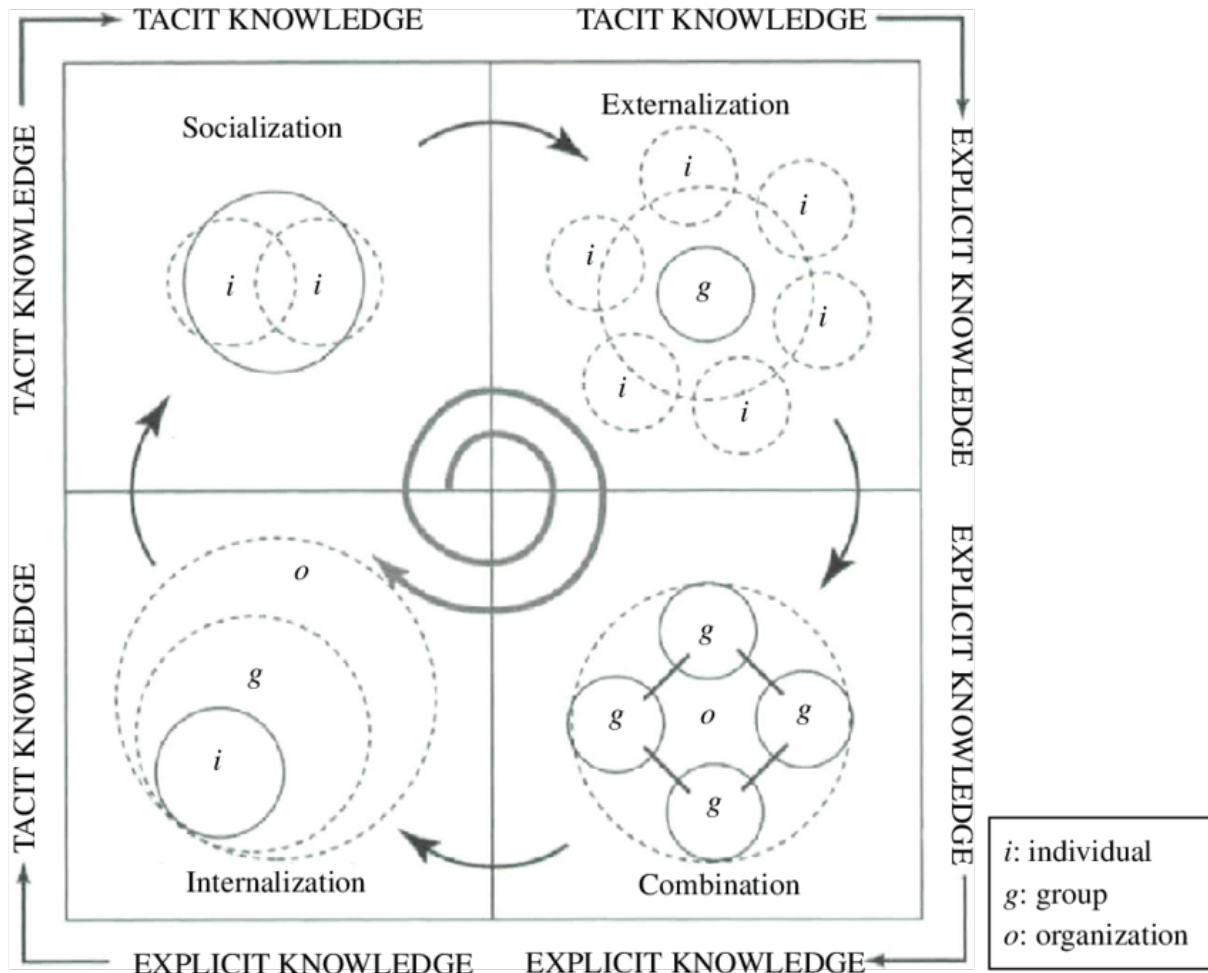 TACIT KNOWLEDGE
TACIT KNOWLEDGE
TACIT KNOWLEDGE
EXPLICIT KNOWLEDGE
Socialization
Externalization
i
i
i
i
i
i
i
i
g
TACIT KNOWLEDGE
EXPLICIT KNOWLEDGE
o
g
i
g
g
o
g
g
Internalization
Combination
EXPLICIT KNOWLEDGE
EXPLICIT KNOWLEDGE
i: individual
g: group
o: organization